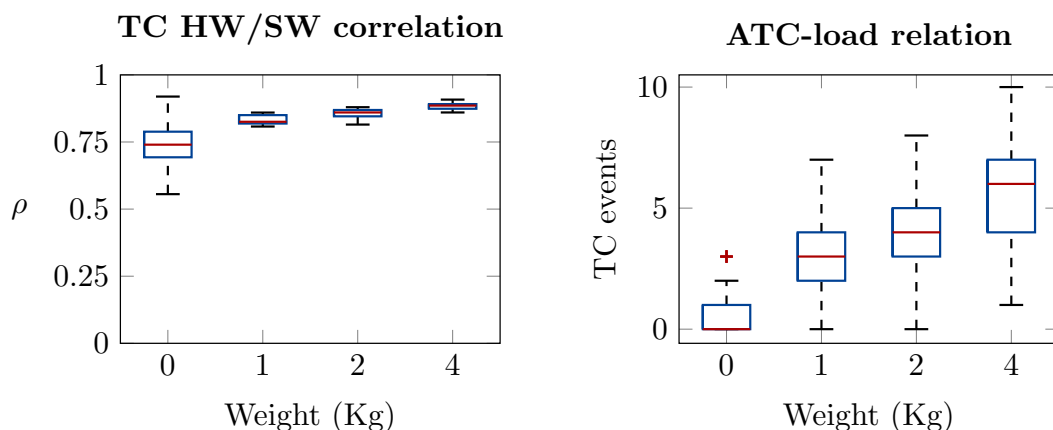 TC HW/SW correlation
1
0.75
0.5
0.25
0
ρ
0 1 2 4
Weight (Kg)
ATC-load relation
10
5
0
TC events
0 1 2 4
Weight (Kg)